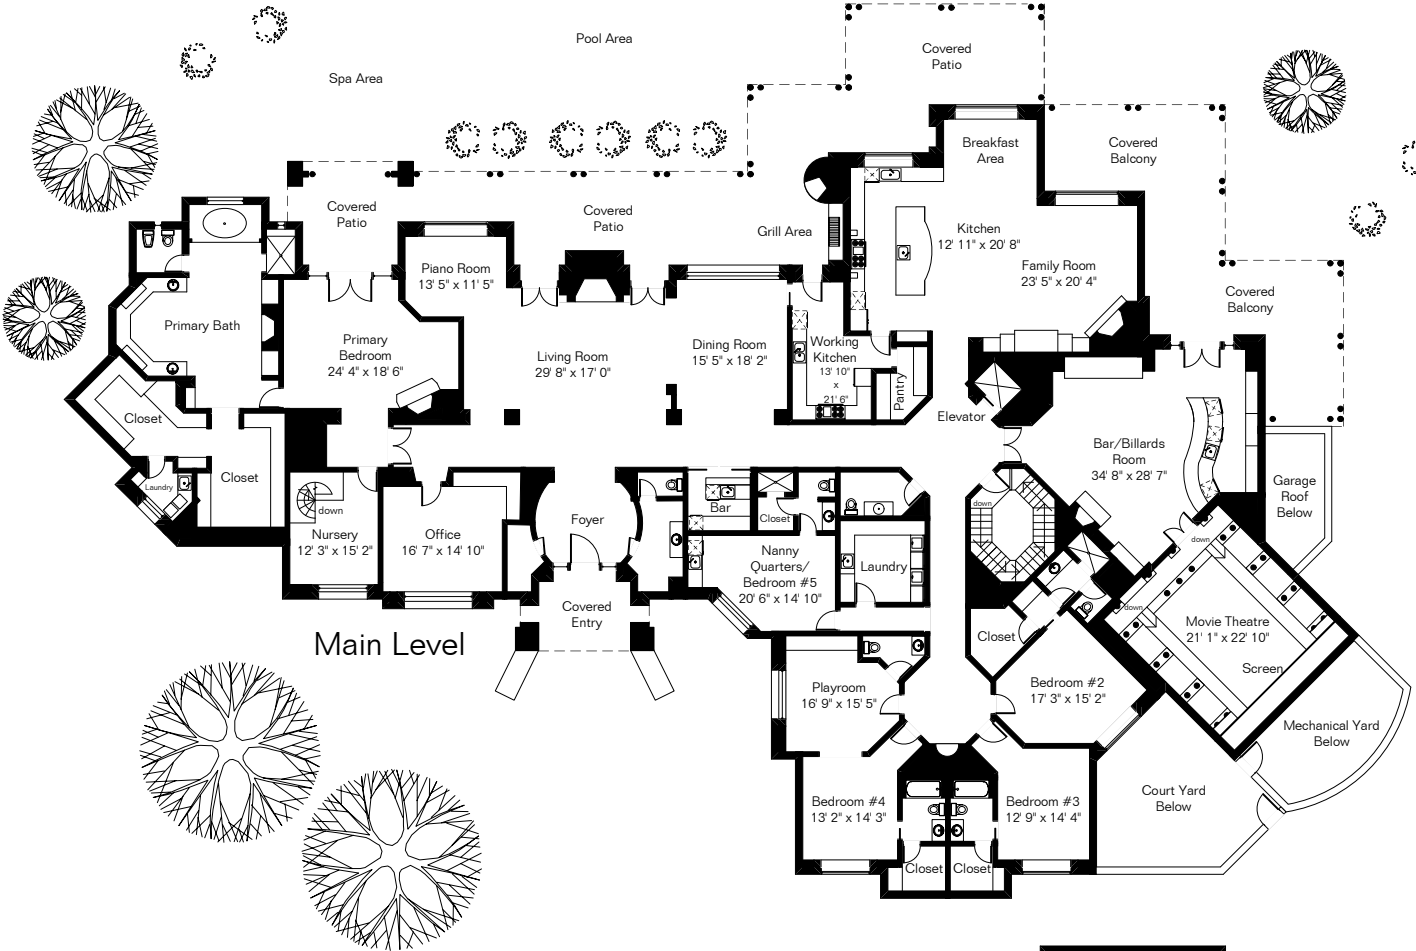 Pool Area
Spa Area
Covered
Patio
Breakfast
Area
Covered
Balcony
Covered
Patio
Covered
Patio
Grill Area
Kitchen
12' 11" x 20' 8"
Piano Room
13' 5" x 11' 5"
Family Room
23' 5" x 20' 4"
Covered
Balcony
Primary Bath
Primary
Bedroom
24' 4" x 18' 6"
Living Room
29' 8" x 17' 0"
Dining Room
15' 5" x 18' 2"
Working
Kitchen
13' 10"
x
21' 6"
Pantry
Elevator
Closet
Bar/Billards
Room
34' 8" x 28' 7"
Closet
Laundry
down
Nursery
12' 3" x 15' 2"
Office
16' 7" x 14' 10"
Foyer
Bar
Closet
down
Garage
Roof
Below
down
Nanny
Quarters/
Bedroom #5
20' 6" x 14' 10"
Laundry
Covered
Entry
down
Movie Theatre
21' 1" x 22' 10"
Screen
Main Level
Closet
Playroom
16' 9" x 15' 5"
Bedroom #2
17' 3" x 15' 2"
Mechanical Yard
Below
Court Yard
Below
Bedroom #4
13' 2" x 14' 3"
Bedroom #3
12' 9" x 14' 4"
Closet
Closet